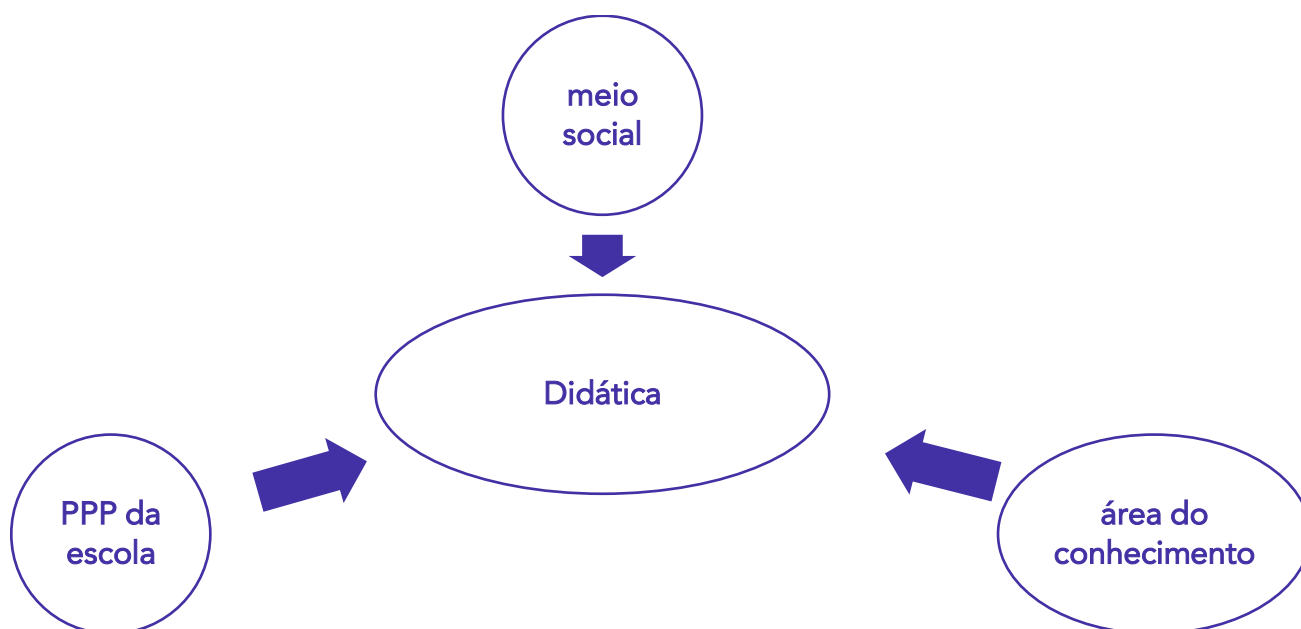 meio
social
Didática
PPP da
escola
área do
conhecimento